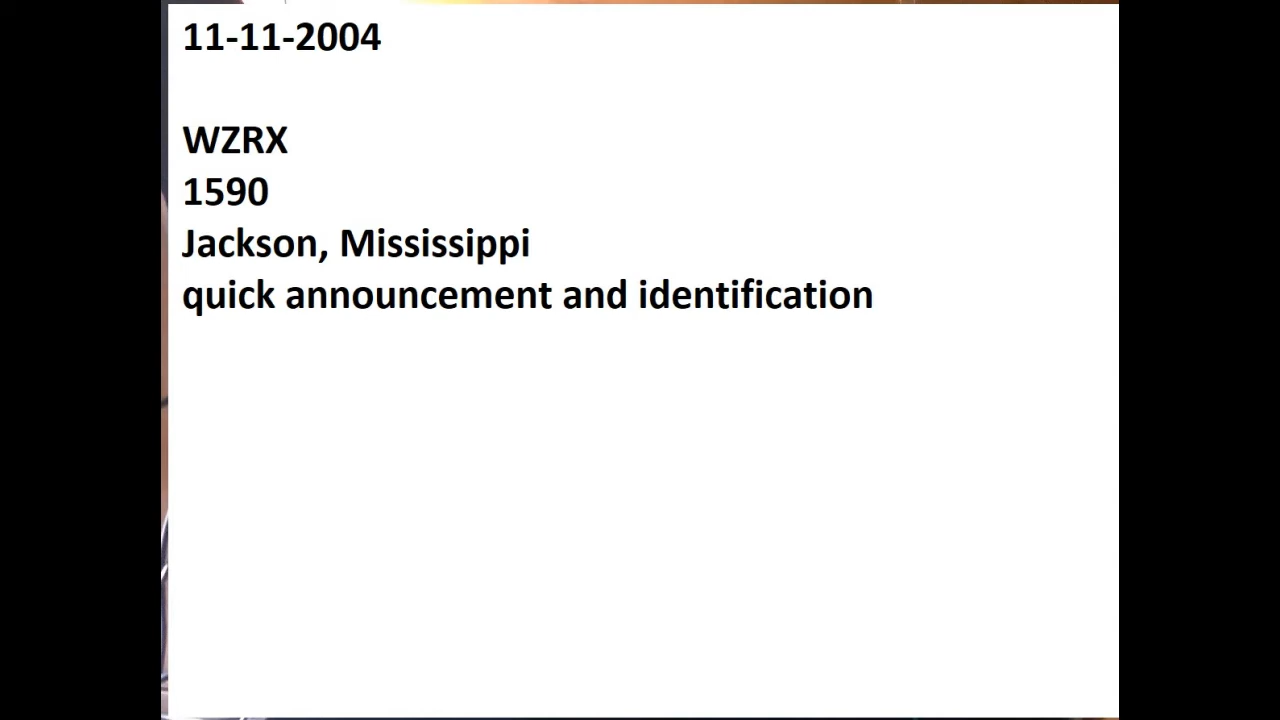 11-11-2004
WZRX
1590
Jackson, Mississippi
quick announcement and identification